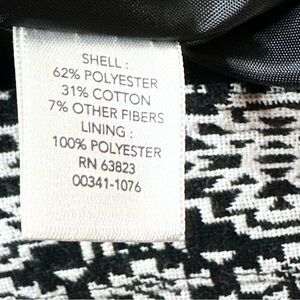 SHELL :
62% POLYESTER
31% COTTON
7% OTHER FIBERS
LINING :
100% POLYESTER
RN 63823
00341-1076